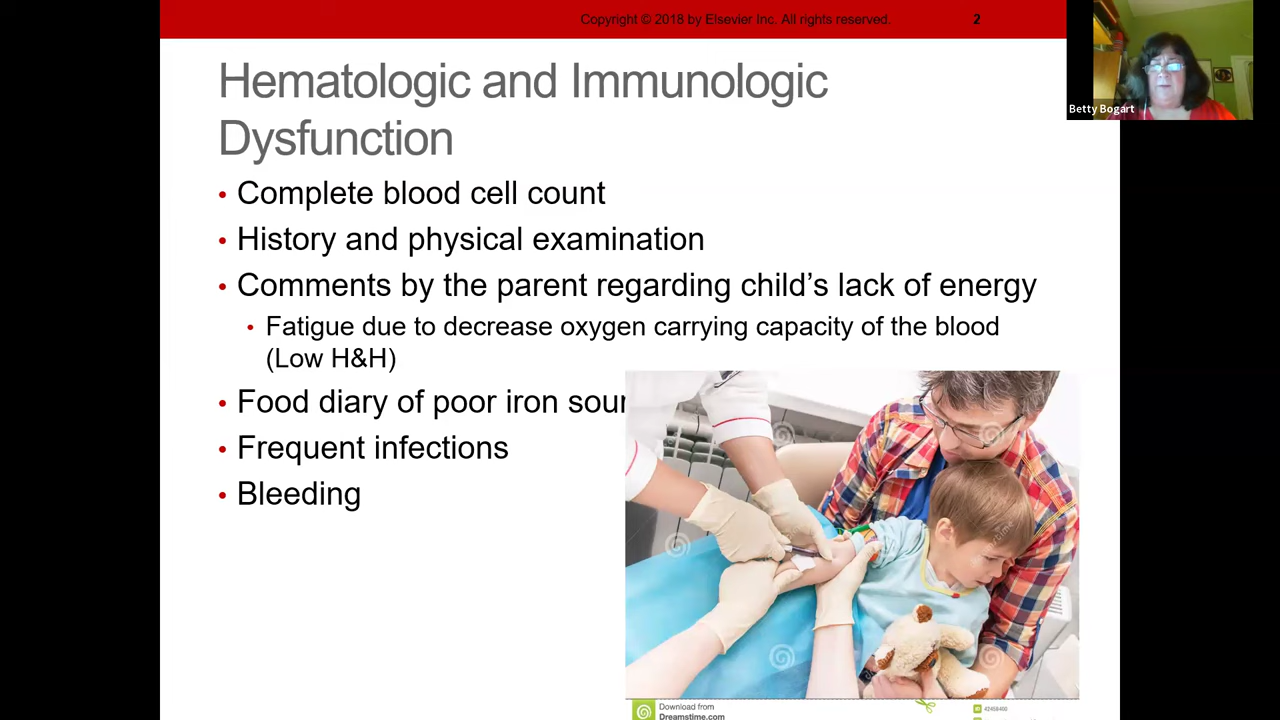 Copyright © 2018 by Elsevier Inc. All rights reserved. 2
Betty Bogart
Hematologic and Immunologic
Dysfunction
• Complete blood cell count
• History and physical examination
• Comments by the parent regarding child's lack of energy
• Fatigue due to decrease oxygen carrying capacity of the blood
(Low H&H)
• Food diary of poor iron sour
• Frequent infections
• Bleeding
Download from
Dreamstime.com